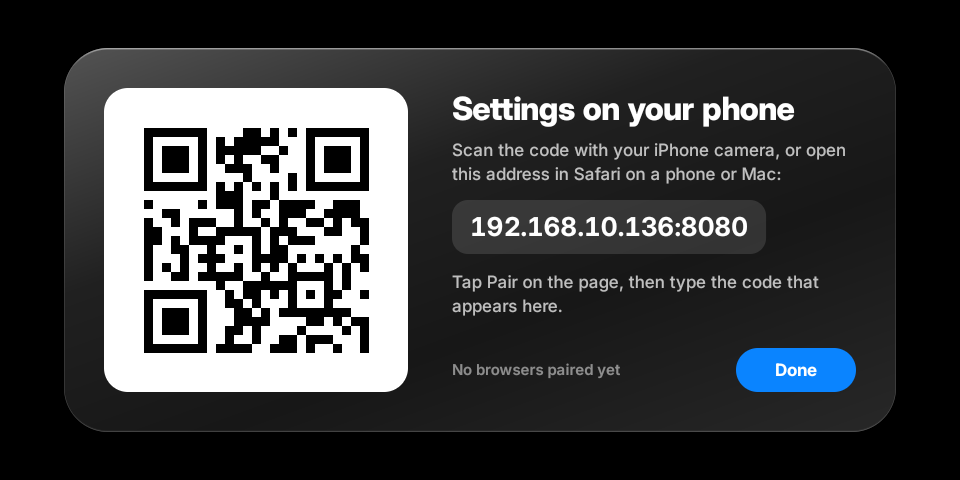 Settings on your phone
Scan the code with your iPhone camera, or open
this address in Safari on a phone or Mac:
192.168.10.136:8080
Tap Pair on the page, then type the code that
appears here.
No browsers paired yet
Done